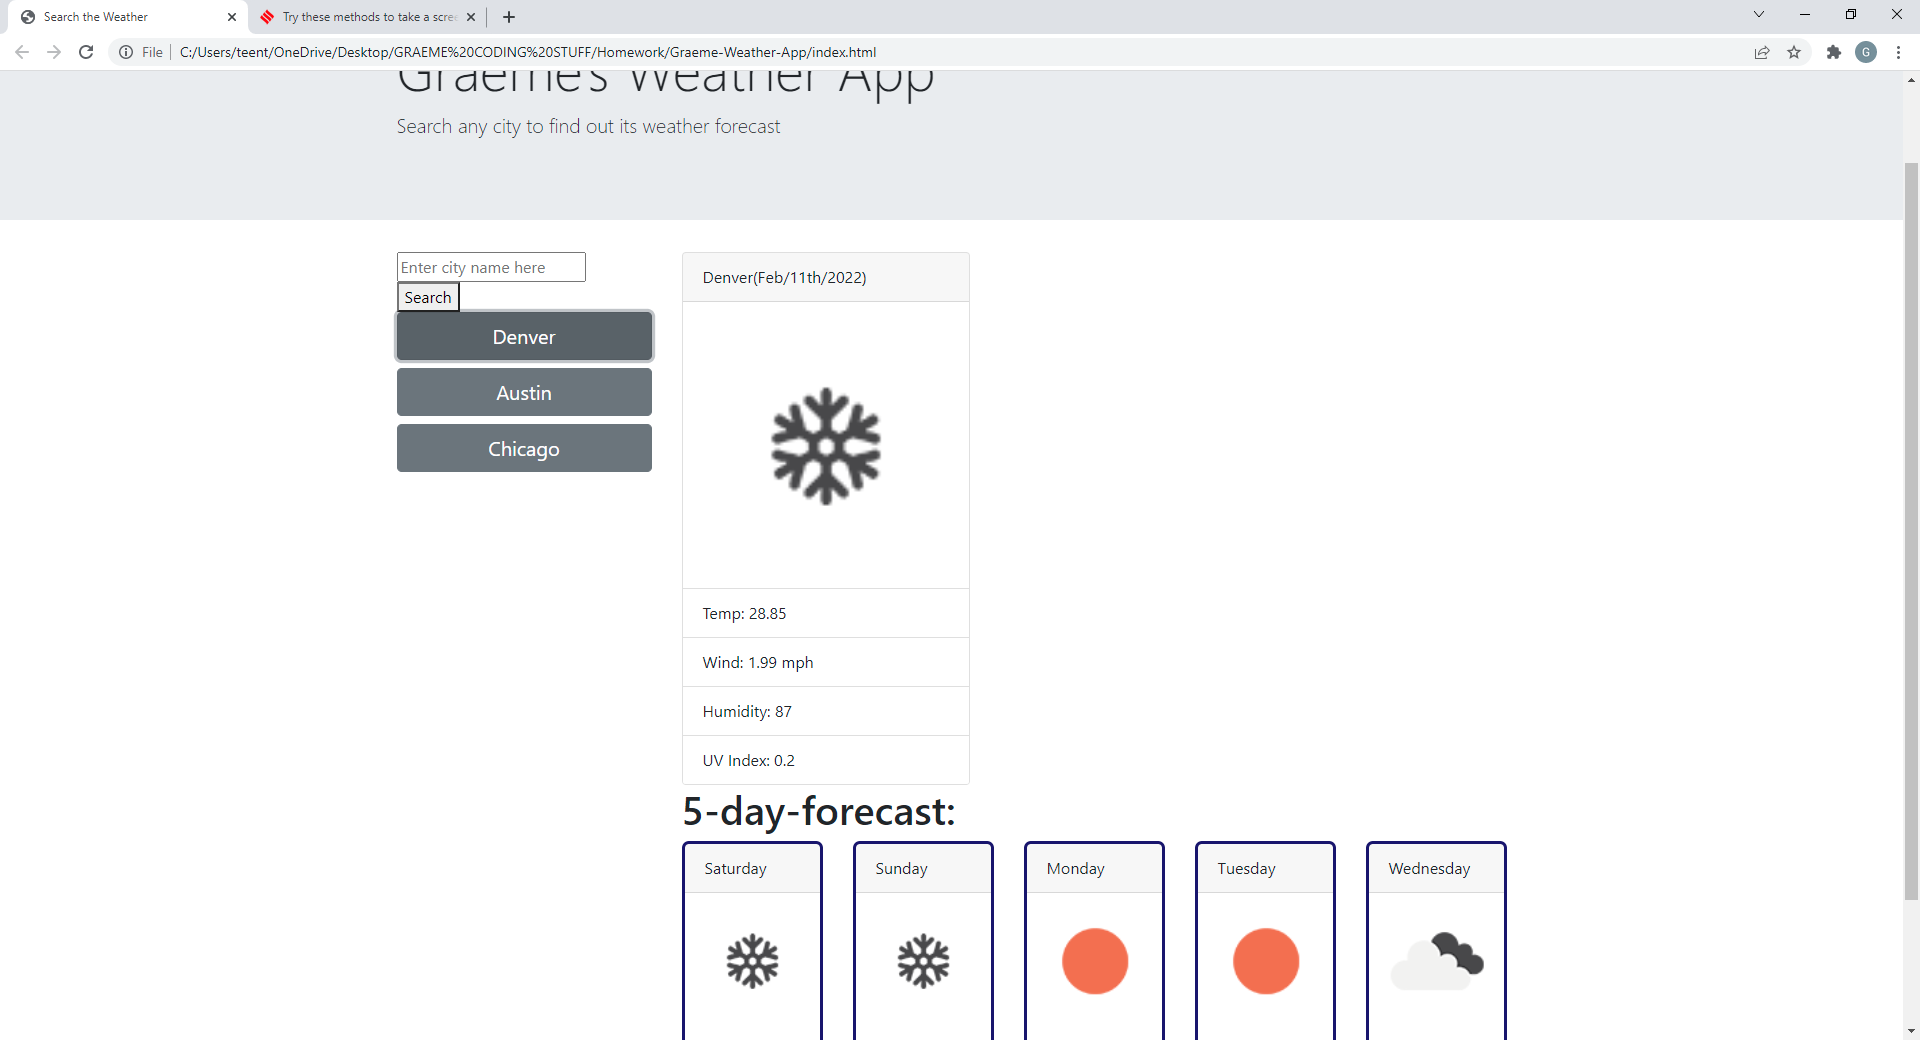 Search the Weather
Try these methods to take a scre
File
C:/Users/teent/OneDrive/Desktop/GRAEME%20CODING%20STUFF/Homework/Graeme-Weather-App/index.html
G
Graeme's Weather App
Search any city to find out its weather forecast
Enter city name here
Search
Denver
Austin
Chicago
Denver(Feb/11th/2022)
Temp: 28.85
Wind: 1.99 mph
Humidity: 87
UV Index: 0.2
5-day-forecast:
Saturday
Sunday
Monday
Tuesday
Wednesday